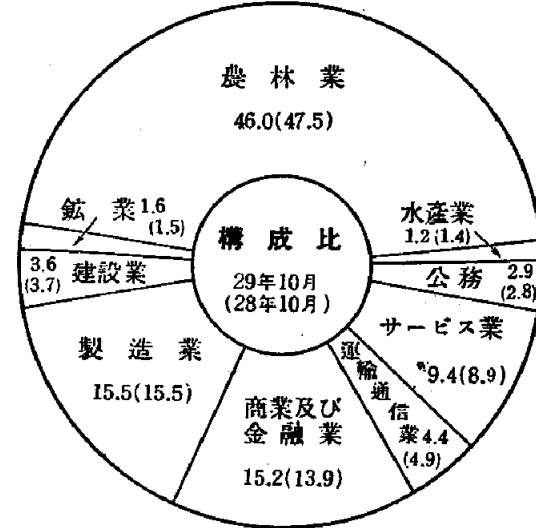 農林業
46.0(47.5)
鉱業1.6
(1.5)
水産業
1.2(1.4)
構成比
29年10月
(28年10月)
3.6
(3.7)
建設業
公務
2.9
(2.8)
サービス業
9.4(8.9)
製造業
15.5(15.5)
商業及び
金融業
15.2(13.9)
運輸通信業4.4
(4.9)